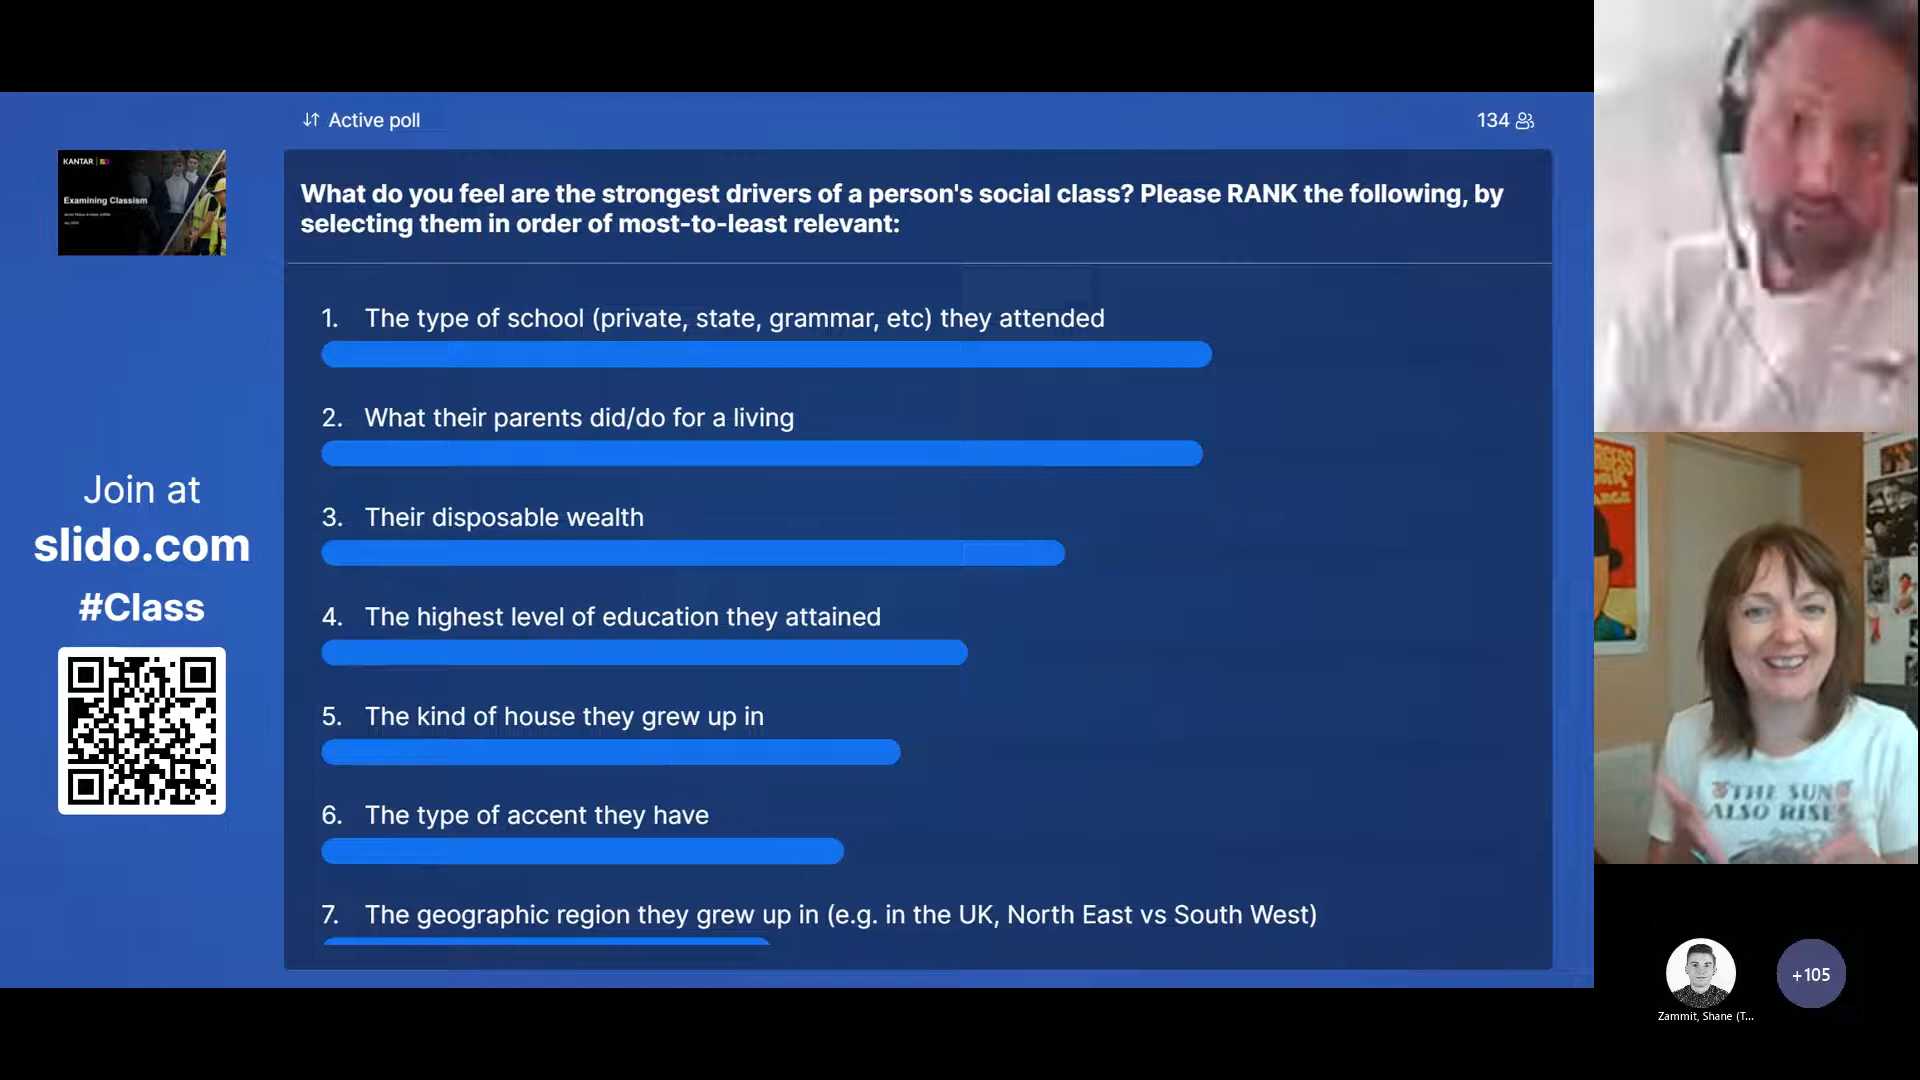 Active poll
134
KANTAR
Examining Classism
What do you feel are the strongest drivers of a person's social class? Please RANK the following, by
selecting them in order of most-to-least relevant:
1. The type of school (private, state, grammar, etc) they attended
2. What their parents did/do for a living
3. Their disposable wealth
4. The highest level of education they attained
5. The kind of house they grew up in
6. The type of accent they have
7. The geographic region they grew up in (e.g. in the UK, North East vs South West)
Join at
slido.com
#Class
THE SUN
ALSO RISES
Zammit, Shane (T...
+105